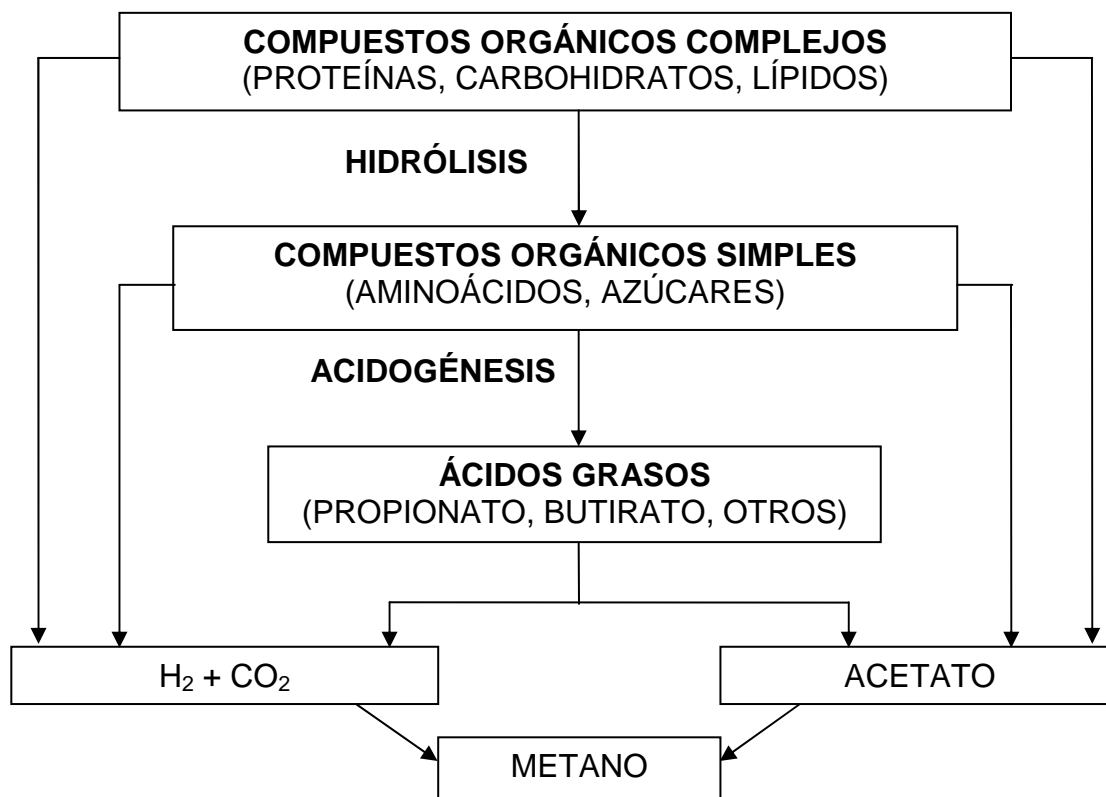 COMPUESTOS ORGÁNICOS COMPLEJOS
(PROTEÍNAS, CARBOHIDRATOS, LÍPIDOS)
HIDRÓLISIS
COMPUESTOS ORGÁNICOS SIMPLES
(AMINOÁCIDOS, AZÚCARES)
ACIDOGÉNESIS
ÁCIDOS GRASOS
(PROPIONATO, BUTIRATO, OTROS)
H₂ + CO₂
ACETATO
METANO